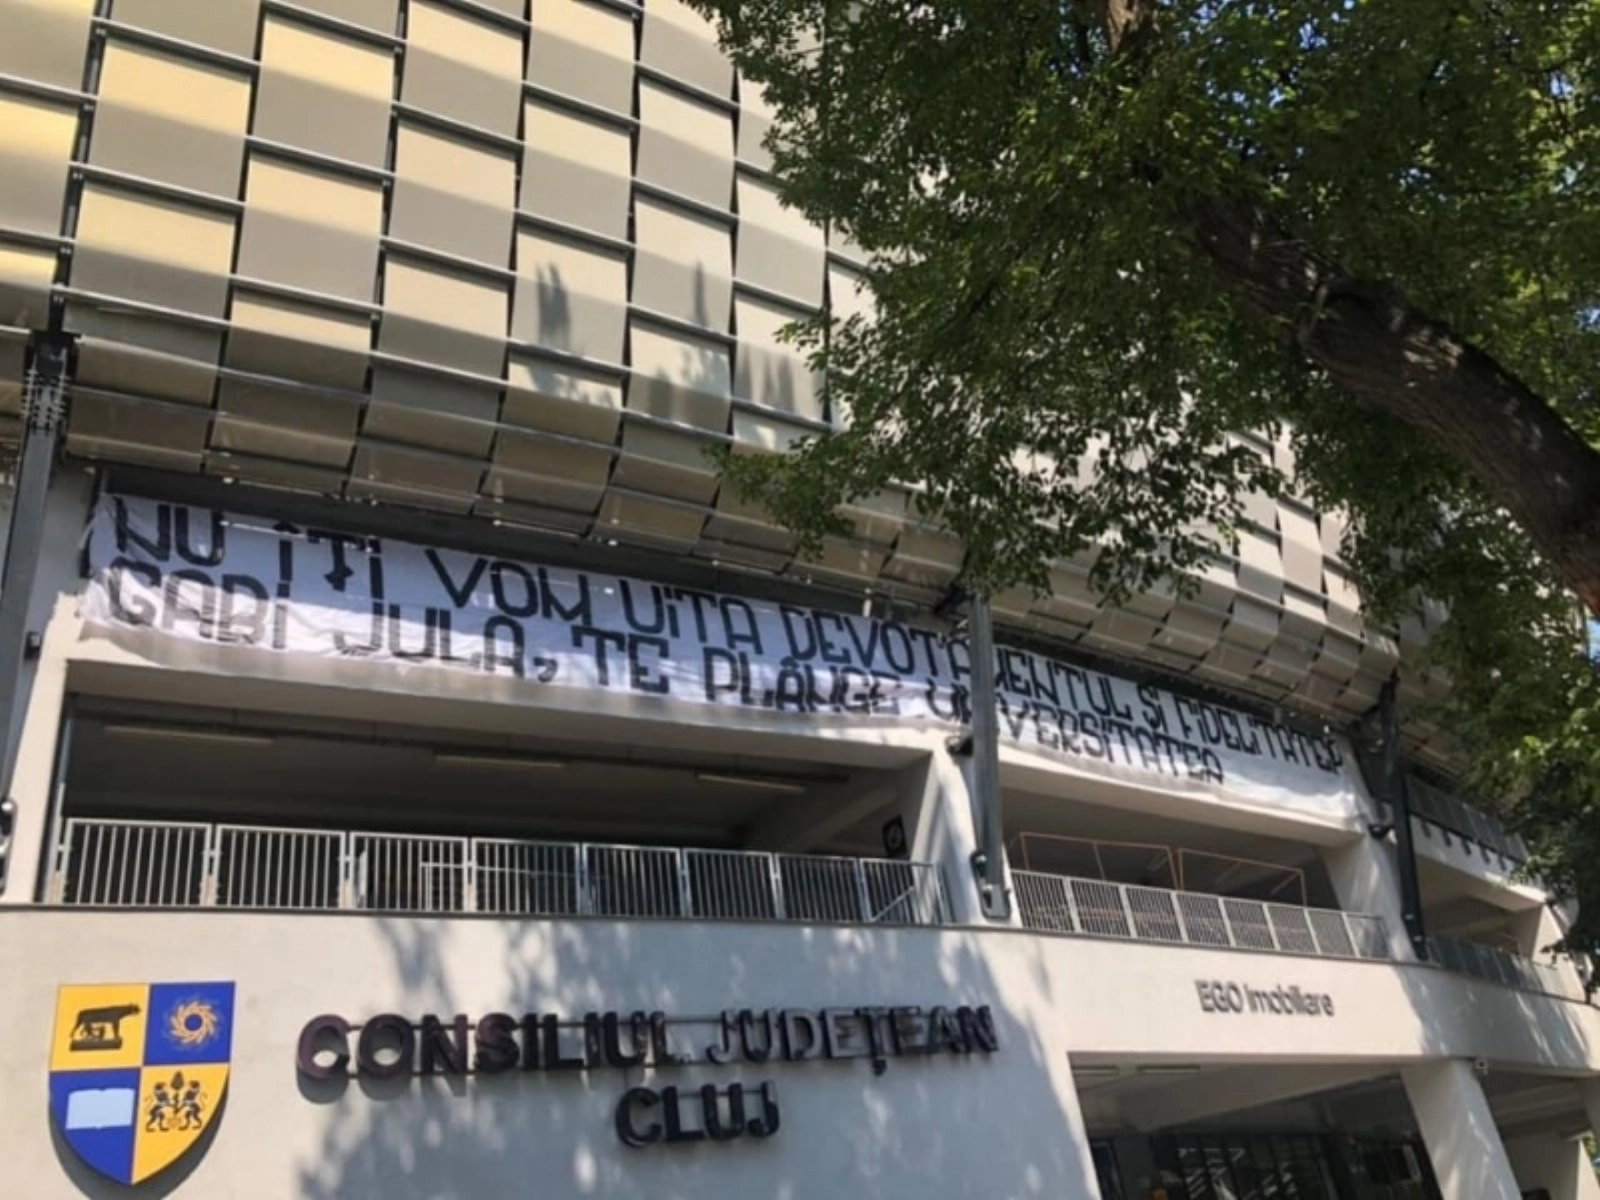 NU ÎȚI VOM UITA DEVOTAMENTUL ȘI FIDELITATEA
GABI JULA, TE PLÂNGE UNIVERSITATEA
EGO Imobiliare
CONSILIUL JUDEȚEAN
CLUJ